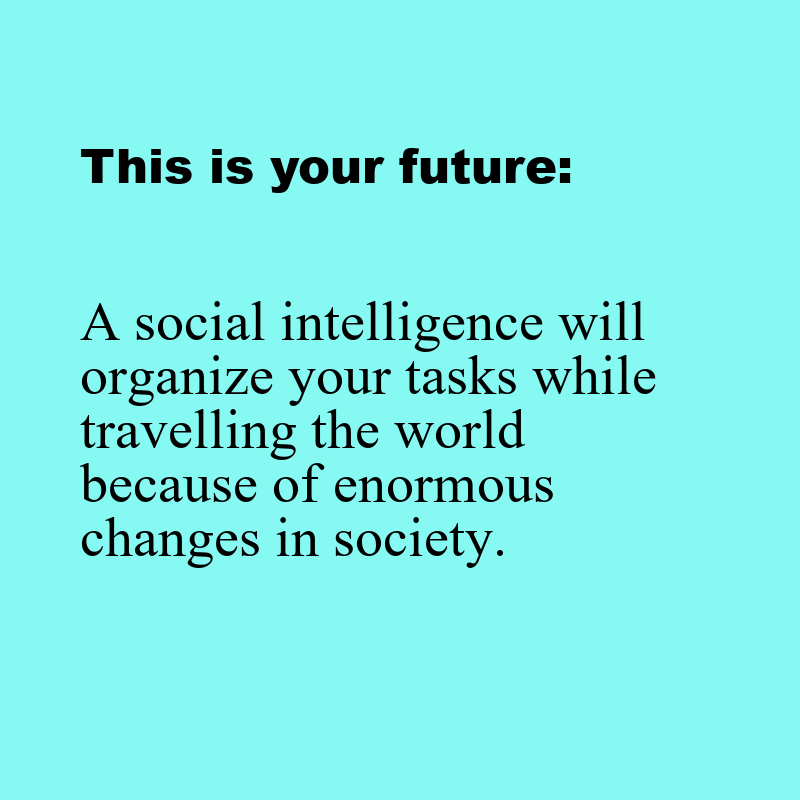 This is your future:
A social intelligence will
organize your tasks while
travelling the world
because of enormous
changes in society.